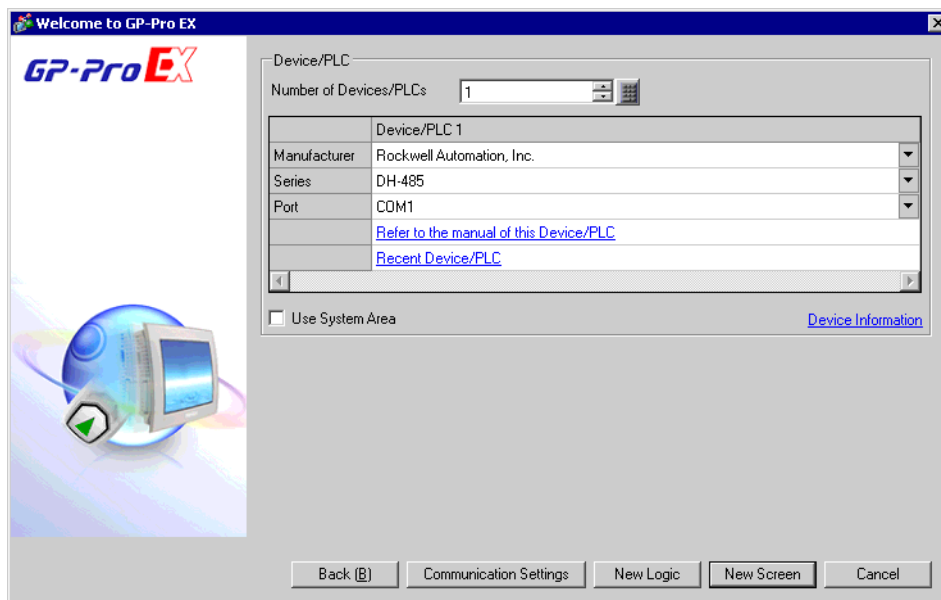 Welcome to GP-Pro EX
GP-Pro EX
Device/PLC
Number of Devices/PLCs 1
Device/PLC 1
Manufacturer Rockwell Automation, Inc.
Series DH-485
Port COM1
Refer to the manual of this Device/PLC
Recent Device/PLC
Use System Area Device Information
Back (B) Communication Settings New Logic New Screen Cancel